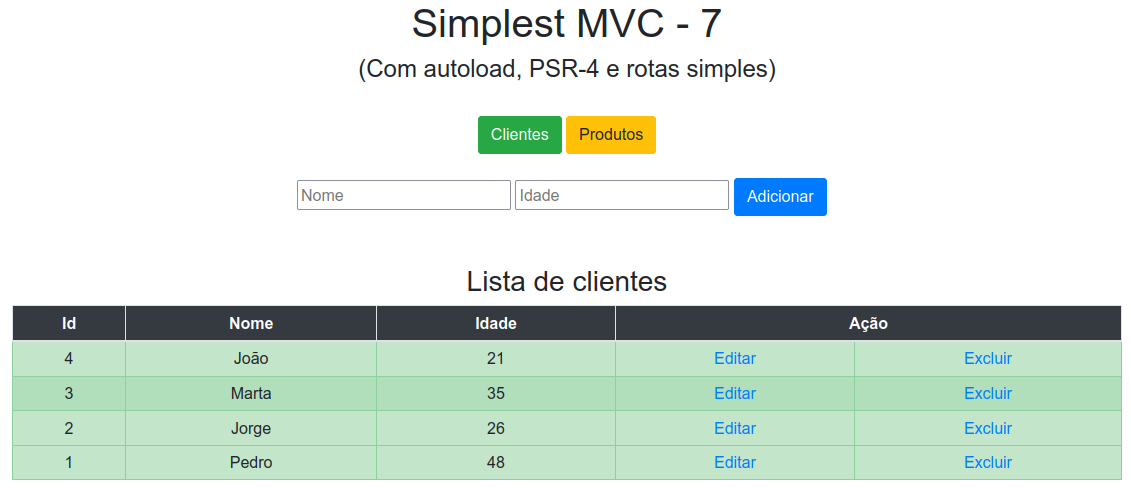 Simplest MVC - 7
(Com autoload, PSR-4 e rotas simples)
Clientes Produtos
Nome Idade Adicionar
Lista de clientes
Id Nome Idade Ação
4 João 21 Editar Excluir
3 Marta 35 Editar Excluir
2 Jorge 26 Editar Excluir
1 Pedro 48 Editar Excluir